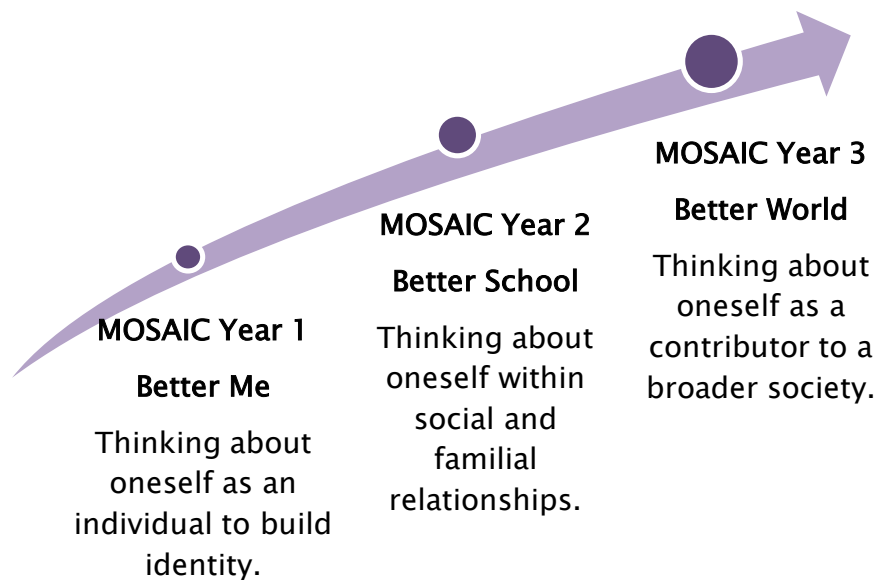 MOSAIC Year 1
Better Me
Thinking about
oneself as an
individual to build
identity.
MOSAIC Year 2
Better School
Thinking about
oneself within
social and
familial
relationships.
MOSAIC Year 3
Better World
Thinking about
oneself as a
contributor to a
broader society.